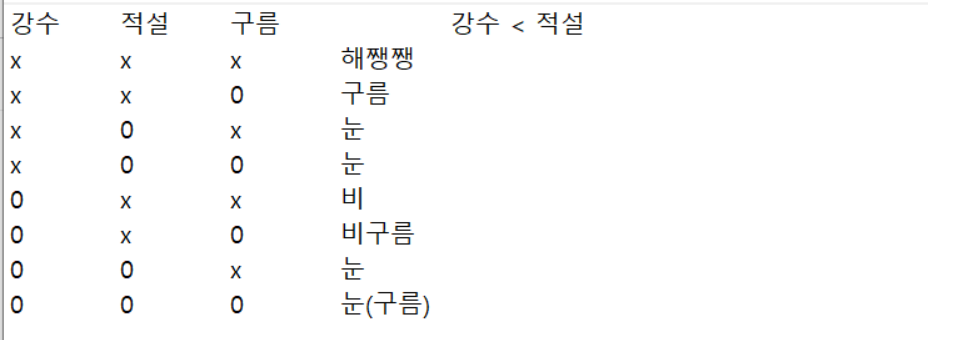 강수 적설 구름 강수 < 적설
x x x 해쨍쨍
x x 0 구름
x 0 x 눈
x 0 0 눈
0 x x 비
0 x 0 비구름
0 0 x 눈
0 0 0 눈(구름)